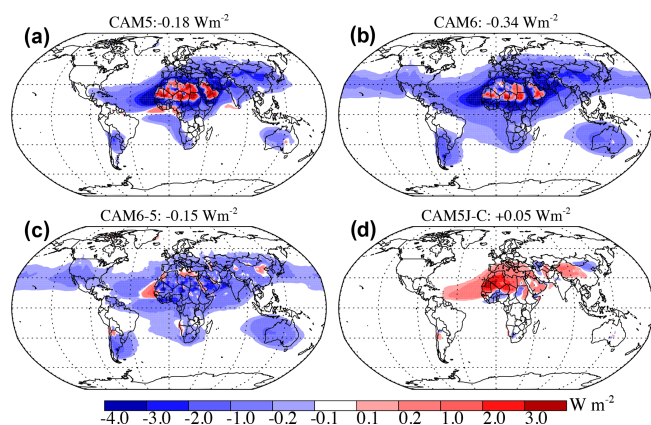 (a) CAM5:-0.18 Wm-2
(b) CAM6: -0.34 Wm-2
(c) CAM6-5: -0.15 Wm-2
(d) CAM5J-C: +0.05 Wm-2
-4.0 -3.0 -2.0 -1.0 -0.2 -0.1 0.1 0.2 1.0 2.0 3.0 W m-2